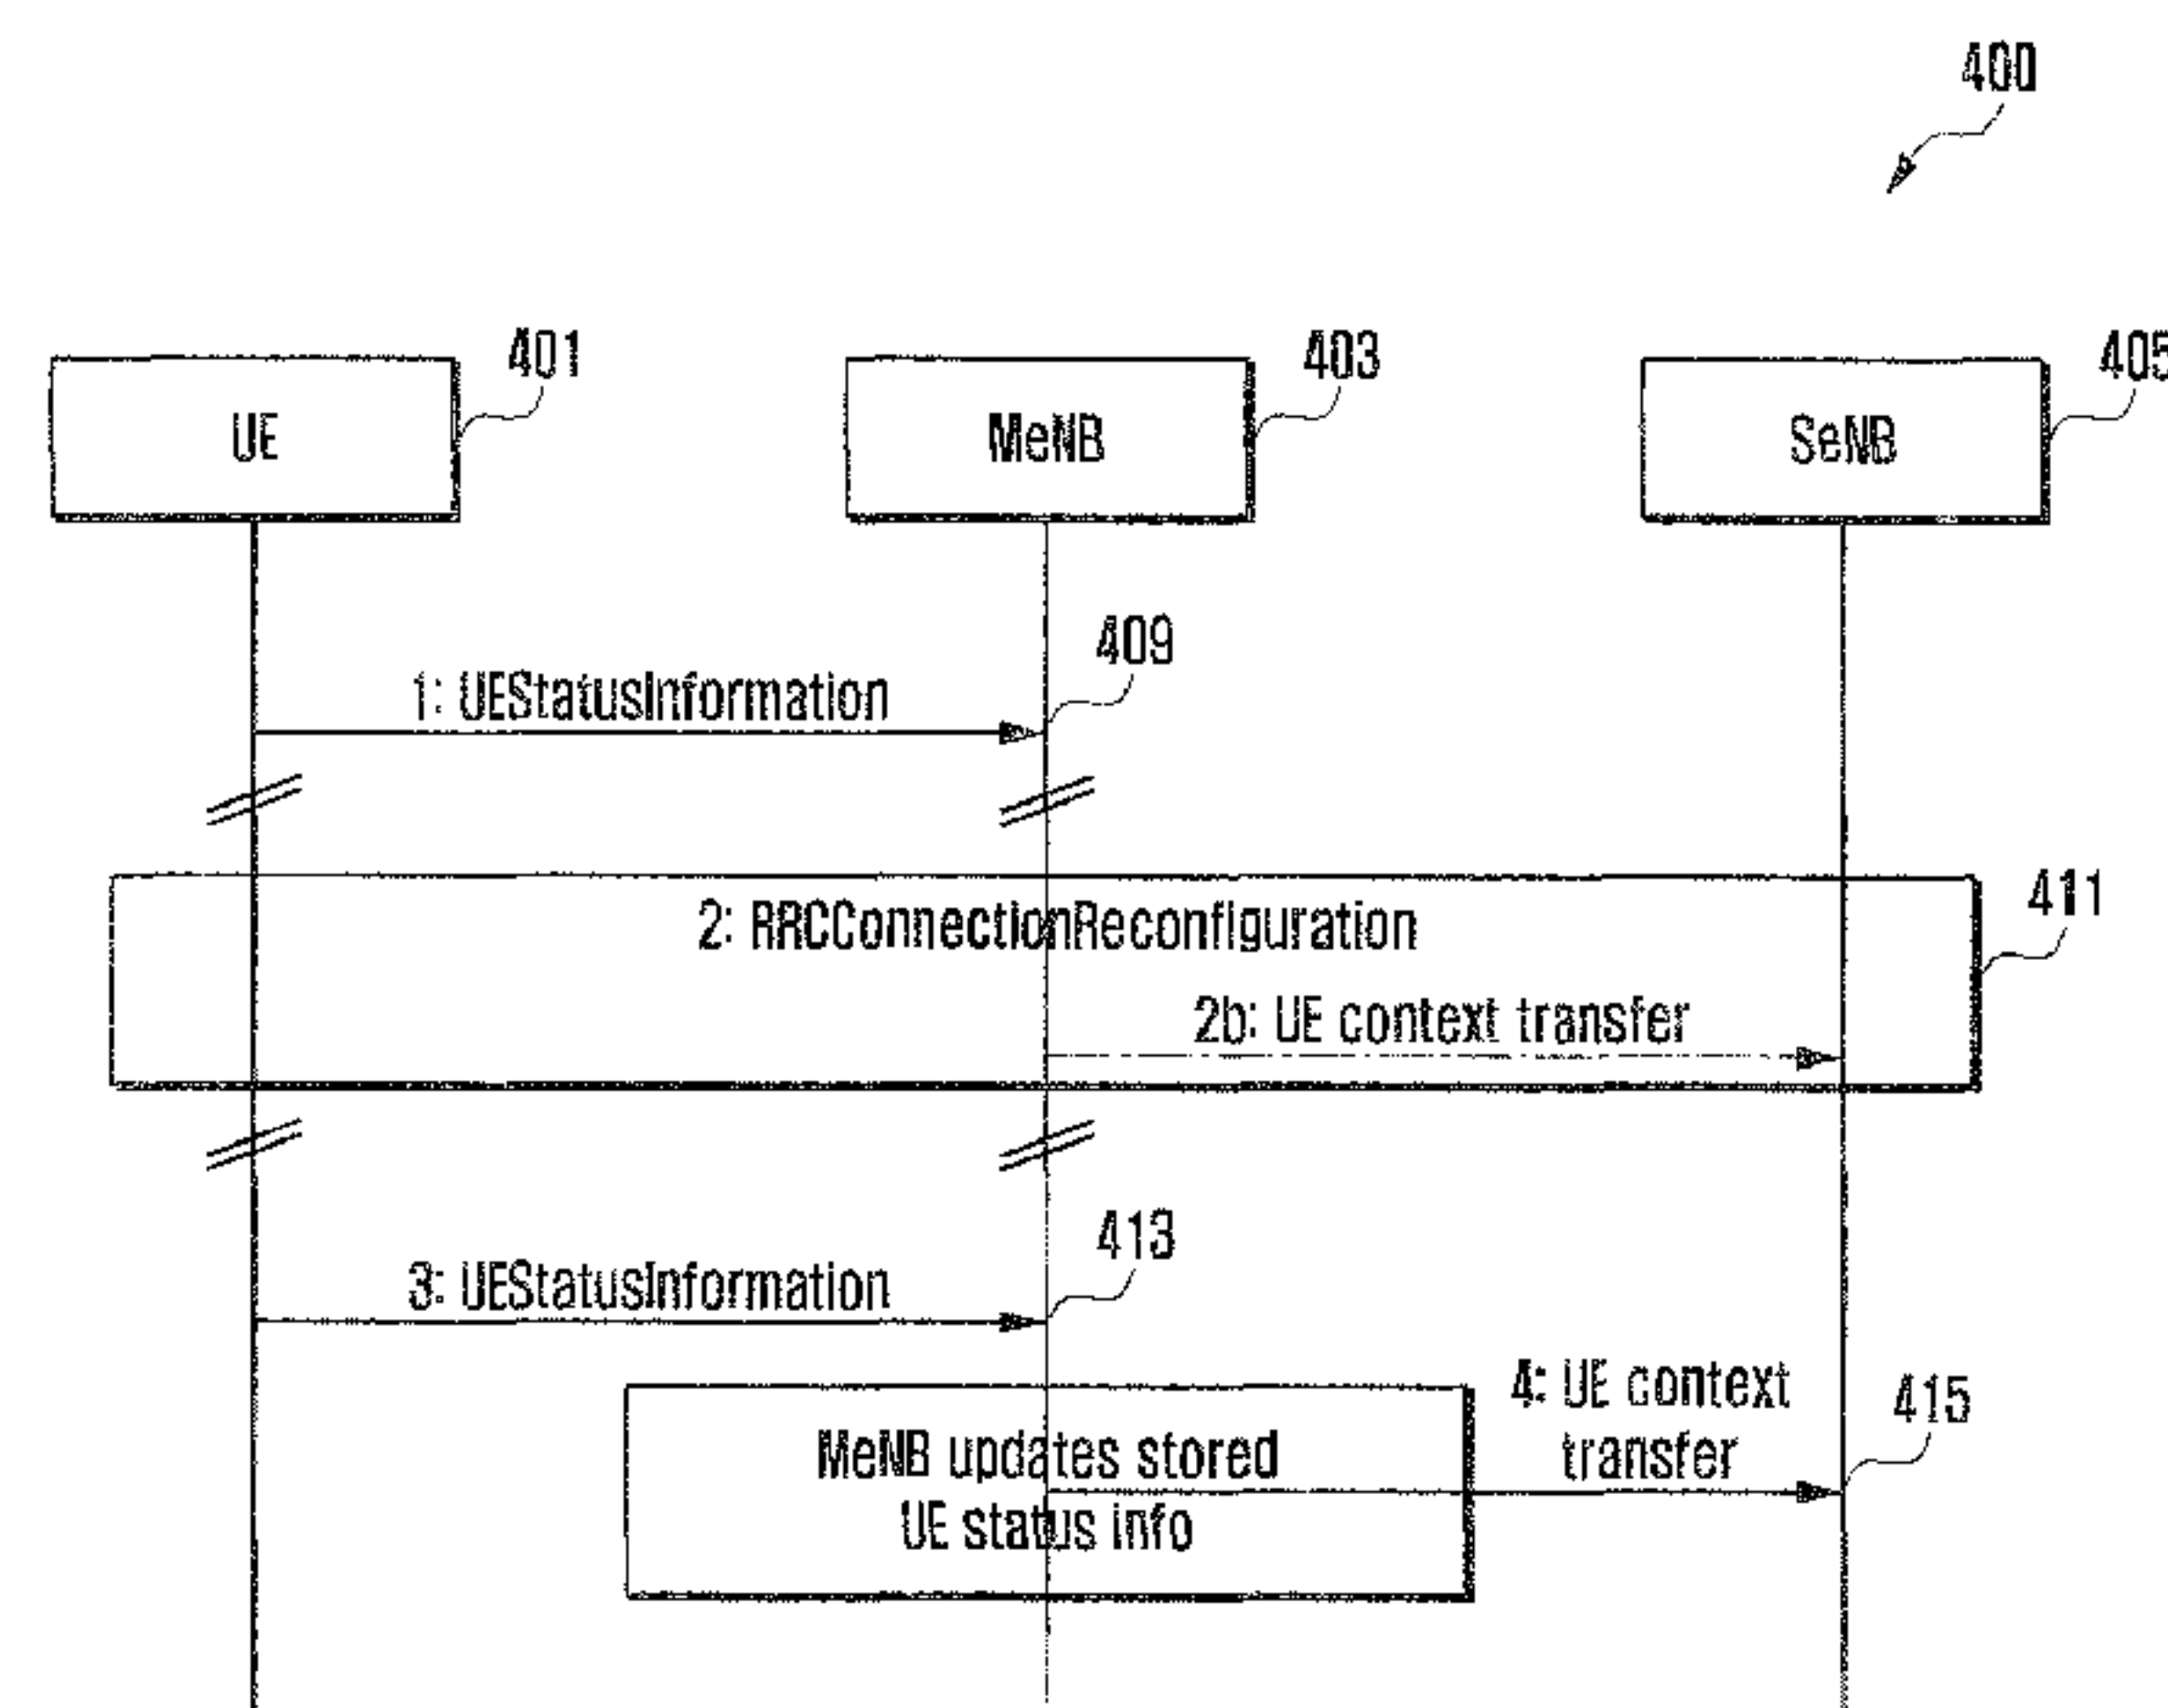 400
401
403
405
UE
MeNB
SeNB
409
1: UEStatusInformation
411
2: RRCConnectionReconfiguration
2b: UE context transfer
413
3: UEStatusInformation
4: UE context
transfer
415
MeNB updates stored
UE status info